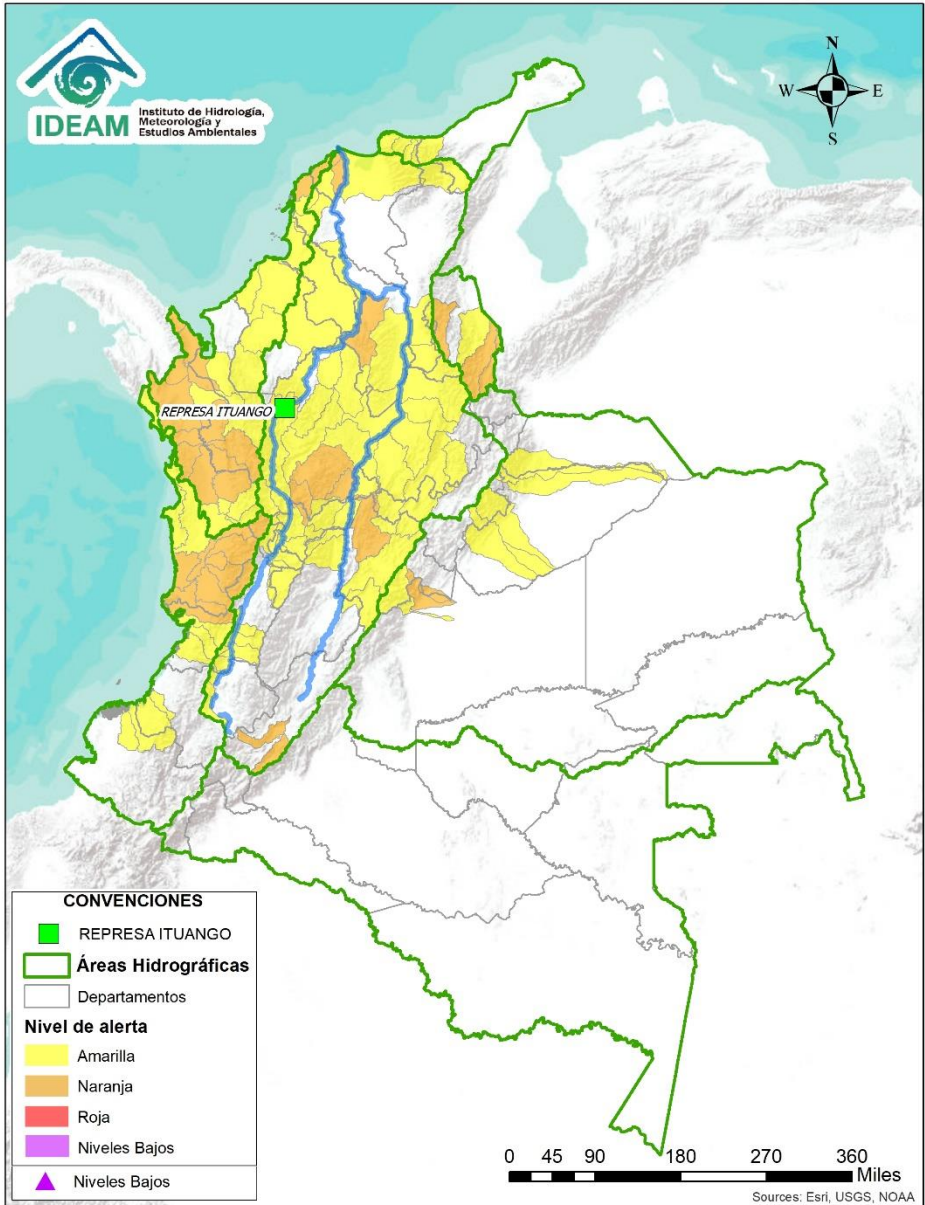 IDEAM
Instituto de Hidrología,
Meteorología y
Estudios Ambientales
N
W
E
S
REPRESA ITUANGO
CONVENCIONES
REPRESA ITUANGO
Áreas Hidrográficas
Departamentos
Nivel de alerta
Amarilla
Naranja
Roja
Niveles Bajos
Niveles Bajos
0 45 90 180 270 360
Miles
Sources: Esri, USGS, NOAA